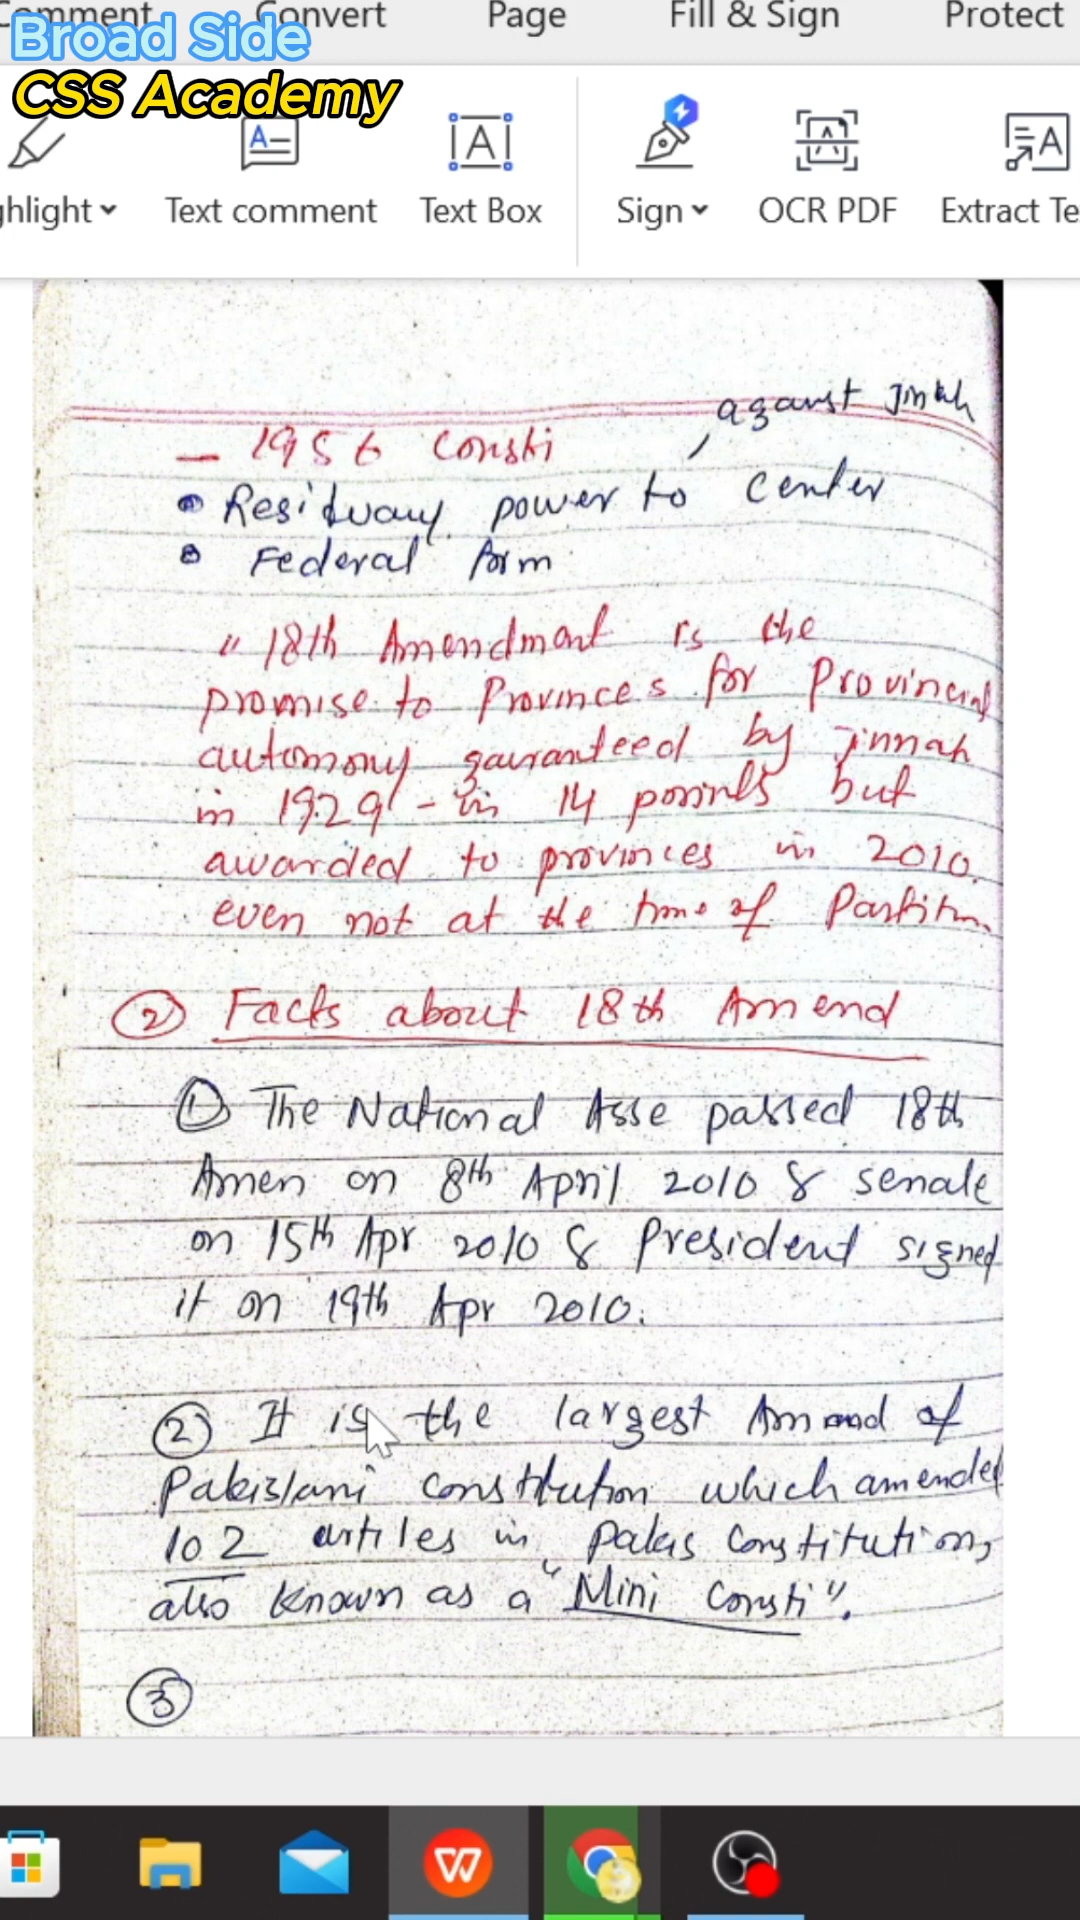 Comment Convert Page Fill & Sign Protect
Broad Side
CSS Academy
ghlight Text comment Text Box Sign OCR PDF Extract Te
against Jinnah
— 1956 Consti
Residuary power to center
Federal form
" 18th Amendment is the
promise to Provinces for Provincial
autonomy gauranteed by Jinnah
in 1929 - in 14 points but
awarded to provinces in 2010
even not at the time of Partition
② Facts about 18th Amend
① The National Asse passed 18th
Amen on 8th April 2010 & senate
on 15th Apr 2010 & President signed
it on 19th Apr 2010.
② It is the largest Amend of
Pakistani constitution which amended
102 artiles in Pakis Constitution,
also known as a "Mini Consti".
③